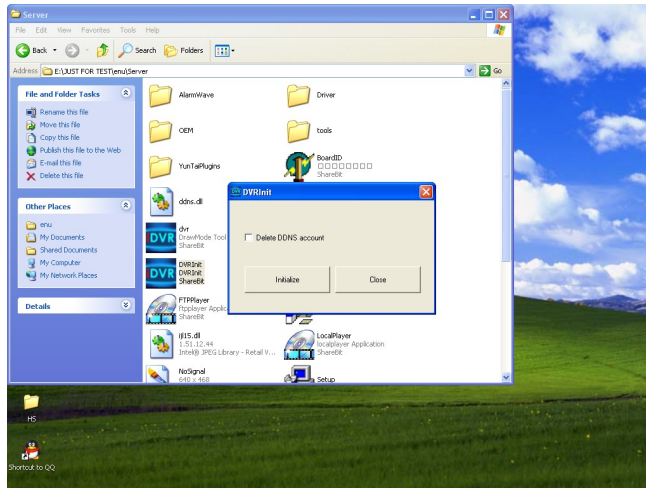 Server
File Edit View Favorites Tools Help
Back Search Folders
Address E:\JUST FOR TEST\enu\Server Go
File and Folder Tasks
Rename this file
Move this file
Copy this file
Publish this file to the Web
E-mail this file
Delete this file
Other Places
enu
My Documents
Shared Documents
My Computer
My Network Places
Details
AlarmWave
Driver
OEM
tools
YunTaiPlugins
BoardID
□□□□□□□□
ShareBit
ddns.dll
DVR
dvr
DrawMode Tool
ShareBit
DVR
DVRInit
DVRInit
ShareBit
FTPPlayer
ftpplayer Applic
ShareBit
ijl15.dll
1.51.12.44
Intel® JPEG Library - Retail V...
LocalPlayer
localplayer Application
ShareBit
NoSignal
640 x 468
Setup
DVRInit
Delete DDNS account
Initialize
Close
HS
Shortcut to QQ